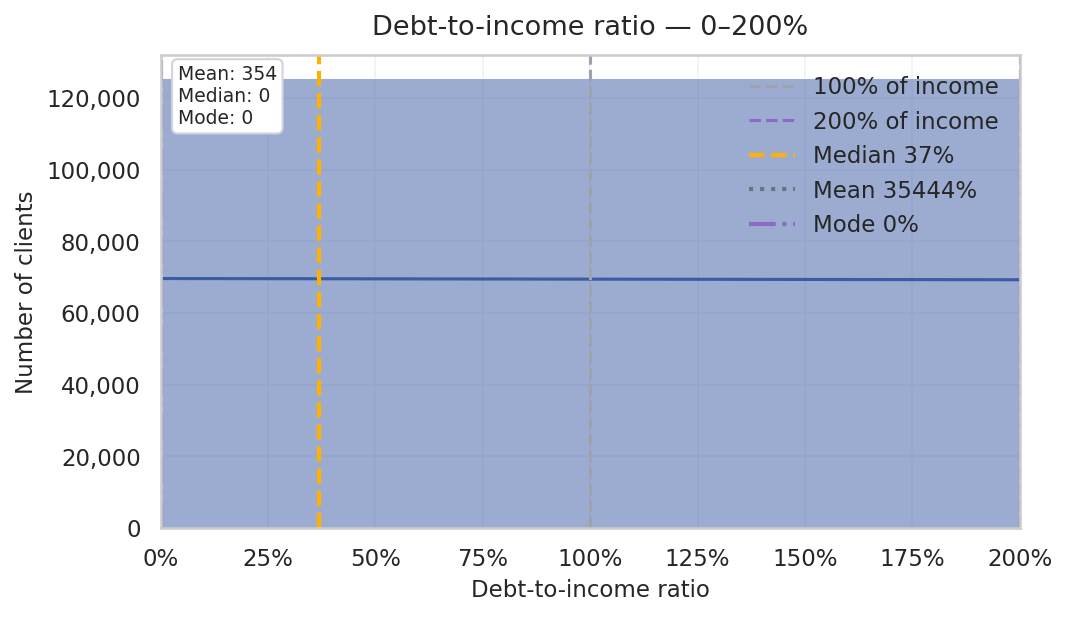 Debt-to-income ratio — 0–200%
Mean: 354
Median: 0
Mode: 0
100% of income
200% of income
Median 37%
Mean 35444%
Mode 0%
Number of clients
120,000
100,000
80,000
60,000
40,000
20,000
0
0% 25% 50% 75% 100% 125% 150% 175% 200%
Debt-to-income ratio